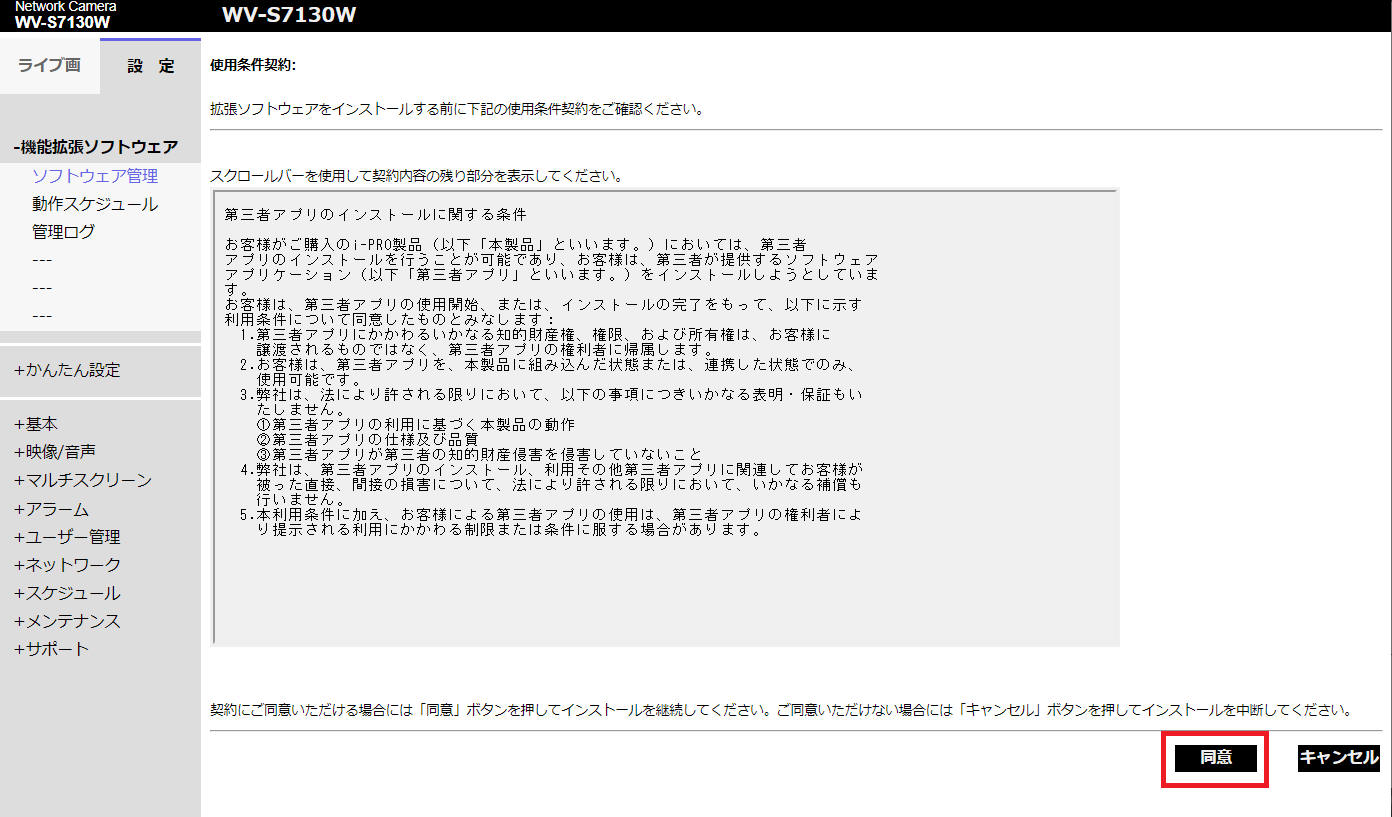 Network Camera
WV-S7130W
WV-S7130W
ライブ画
設　定
-機能拡張ソフトウェア
ソフトウェア管理
動作スケジュール
管理ログ
---
---
---
+かんたん設定
+基本
+映像/音声
+マルチスクリーン
+アラーム
+ユーザー管理
+ネットワーク
+スケジュール
+メンテナンス
+サポート
使用条件契約:
拡張ソフトウェアをインストールする前に下記の使用条件契約をご確認ください。
スクロールバーを使用して契約内容の残り部分を表示してください。
第三者アプリのインストールに関する条件
お客様がご購入のi-PRO製品（以下「本製品」といいます。）においては、第三者
アプリのインストールを行うことが可能であり、お客様は、第三者が提供するソフトウェア
アプリケーション（以下「第三者アプリ」といいます。）をインストールしようとしていま
す。
お客様は、第三者アプリの使用開始、または、インストールの完了をもって、以下に示す
利用条件について同意したものとみなします：
1.第三者アプリにかかわるいかなる知的財産権、権限、および所有権は、お客様に
譲渡されるものではなく、第三者アプリの権利者に帰属します。
2.お客様は、第三者アプリを、本製品に組み込んだ状態または、連携した状態でのみ、
使用可能です。
3.弊社は、法により許される限りにおいて、以下の事項につきいかなる表明・保証もい
たしません。
①第三者アプリの利用に基づく本製品の動作
②第三者アプリの仕様及び品質
③第三者アプリが第三者の知的財産侵害を侵害していないこと
4.弊社は、第三者アプリのインストール、利用その他第三者アプリに関連してお客様が
被った直接、間接の損害について、法により許される限りにおいて、いかなる補償も
行いません。
5.本利用条件に加え、お客様による第三者アプリの使用は、第三者アプリの権利者によ
り提示される利用にかかわる制限または条件に服する場合があります。
契約にご同意いただける場合には「同意」ボタンを押してインストールを継続してください。ご同意いただけない場合には「キャンセル」ボタンを押してインストールを中断してください。
同意
キャンセル